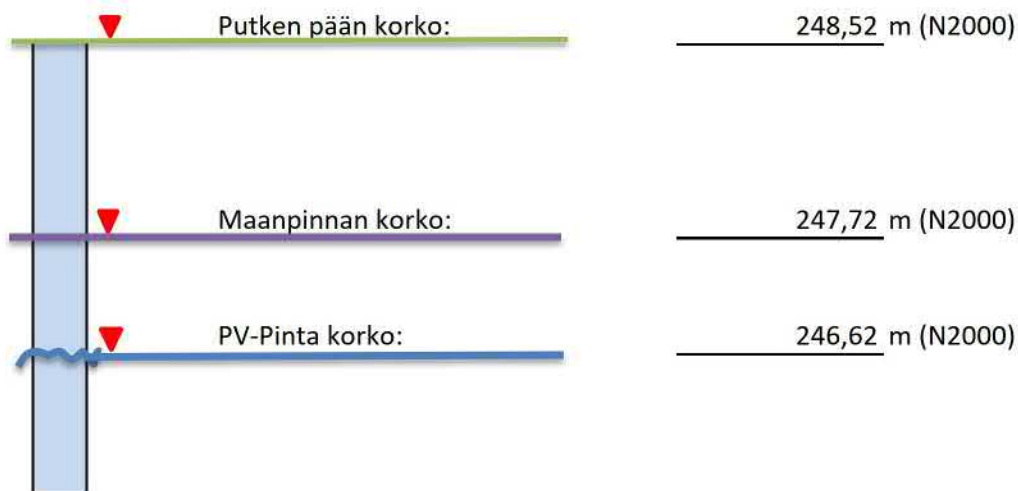 Putken pään korko: 248,52 m (N2000)
Maanpinnan korko: 247,72 m (N2000)
PV-Pinta korko: 246,62 m (N2000)